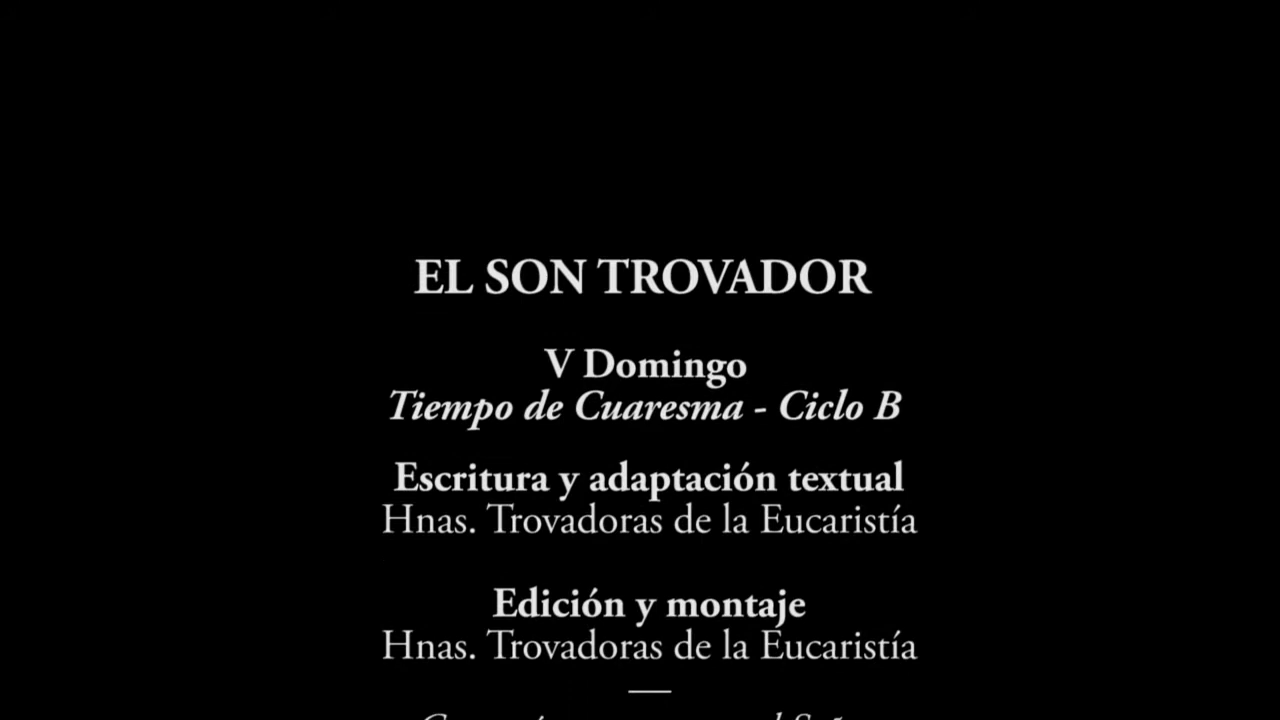 EL SON TROVADOR
V Domingo
Tiempo de Cuaresma - Ciclo B
Escritura y adaptación textual
Hnas. Trovadoras de la Eucaristía
Edición y montaje
Hnas. Trovadoras de la Eucaristía